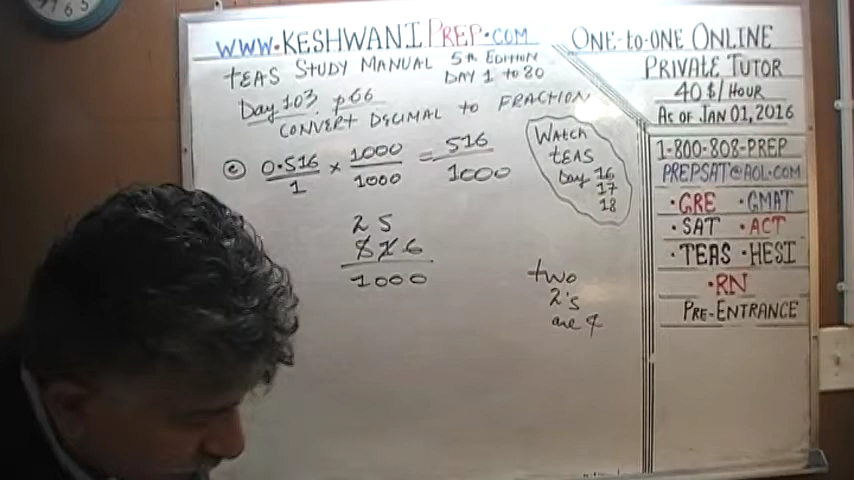 www.KESHWANIPREP.COM
TEAS STUDY MANUAL 5th EDITION
DAY 1 to 80
Day 103. p66
CONVERT DECIMAL to FRACTION
e 0.516/1 × 1000/1000 = 516/1000
2 5
516
1000
WATCH
tEAS
Day 16
17
18
two
2's
are 4
ONE-to-ONE ONLINE
PRIVATE TUTOR
40$/HOUR
AS OF JAN 01, 2016
1-800-808-PREP
PREPSAT@AOL.COM
•GRE •GMAT
•SAT •ACT
•TEAS •HESI
•RN
PRE-ENTRANCE